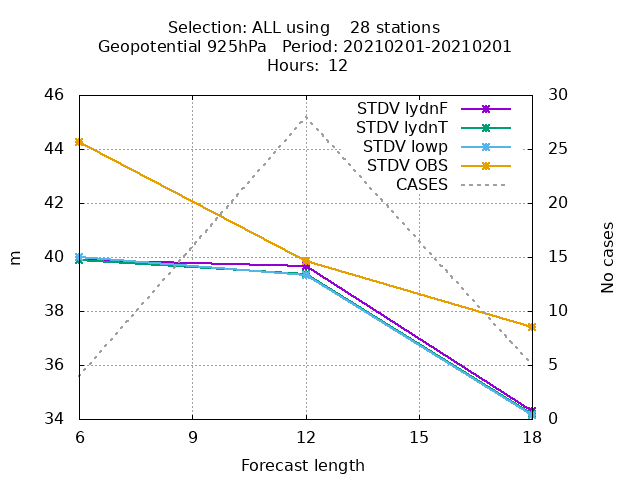 Selection: ALL using    28 stations
Geopotential 925hPa   Period: 20210201-20210201
Hours:  12
46
44
42
40
38
36
34
30
25
20
15
10
5
0
STDV lydnF
STDV lydnT
STDV lowp
STDV OBS
CASES
m
No cases
6
9
12
15
18
Forecast length